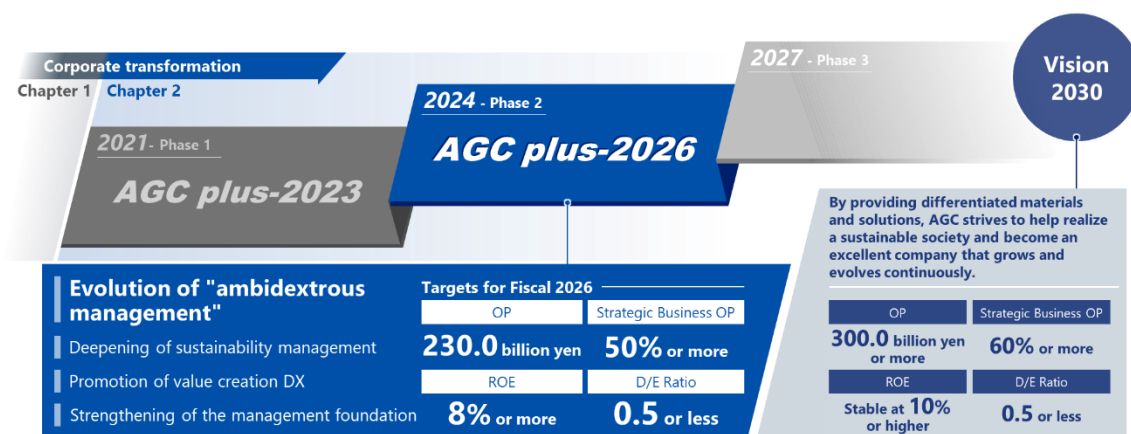 Corporate transformation
Chapter 1 Chapter 2
2021 - Phase 1
AGC plus-2023
2024 - Phase 2
AGC plus-2026
2027 - Phase 3
Vision
2030
Evolution of "ambidextrous
management"
Deepening of sustainability management
Promotion of value creation DX
Strengthening of the management foundation
Targets for Fiscal 2026
OP
Strategic Business OP
230.0 billion yen
50% or more
ROE
D/E Ratio
8% or more
0.5 or less
By providing differentiated materials
and solutions, AGC strives to help realize
a sustainable society and become an
excellent company that grows and
evolves continuously.
OP
Strategic Business OP
300.0 billion yen
or more
60% or more
ROE
D/E Ratio
Stable at 10%
or higher
0.5 or less